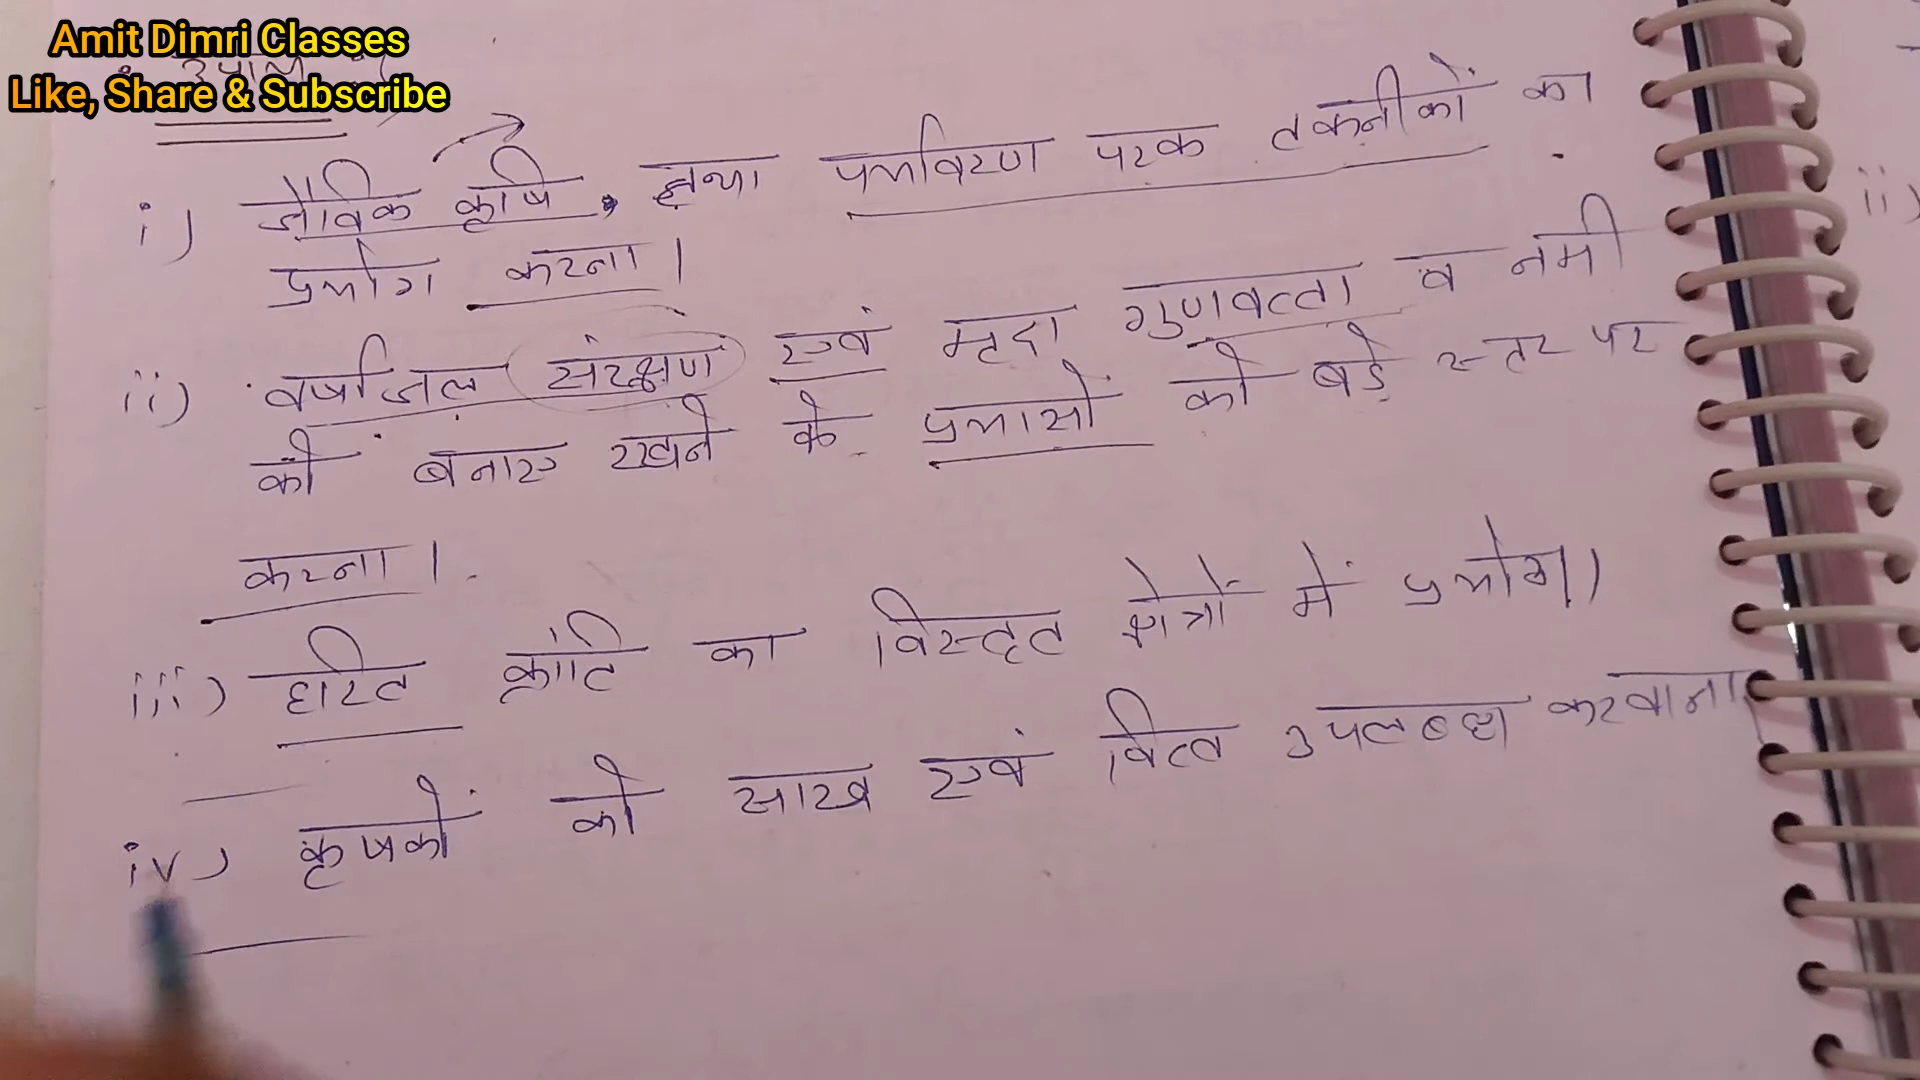 Amit Dimri Classes
Like, Share & Subscribe
i) जैविक कृषि, तथा पर्यावरण परक तकनीकों का
प्रयोग करना।
ii) वर्षाजल संरक्षण एवं मृदा गुणवत्ता व नमी
को बनाए रखने के प्रयासों को बड़े स्तर पर
करना।
iii) हरित क्रांति का विस्तृत क्षेत्रों में प्रयोग।
iv) कृषकों को साख एवं वित्त उपलब्ध करवाना
ii)